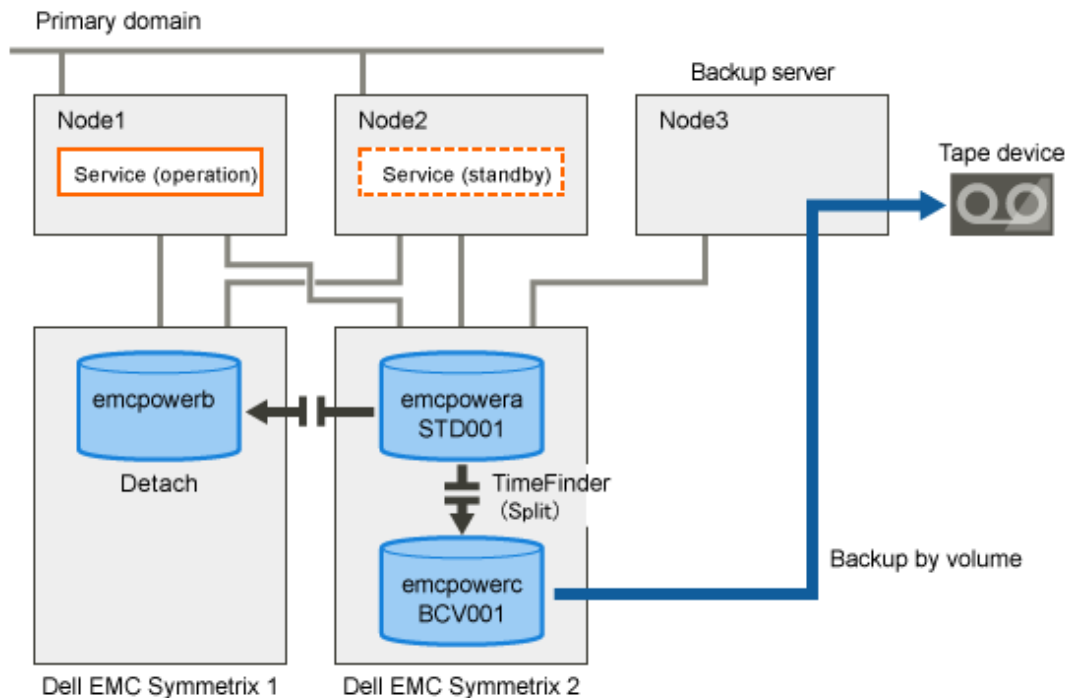 Primary domain
Backup server
Node1
Node2
Node3
Tape device
Service (operation)
Service (standby)
emcpowerb
emcpowera
STD001
Detach
TimeFinder
(Split)
emcpowerc
BCV001
Backup by volume
Dell EMC Symmetrix 1
Dell EMC Symmetrix 2